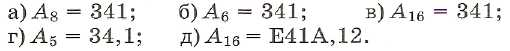 а) A₈ = 341; б) A₆ = 341; в) A₁₆ = 341;
г) A₅ = 34,1; д) A₁₆ = E41A,12.